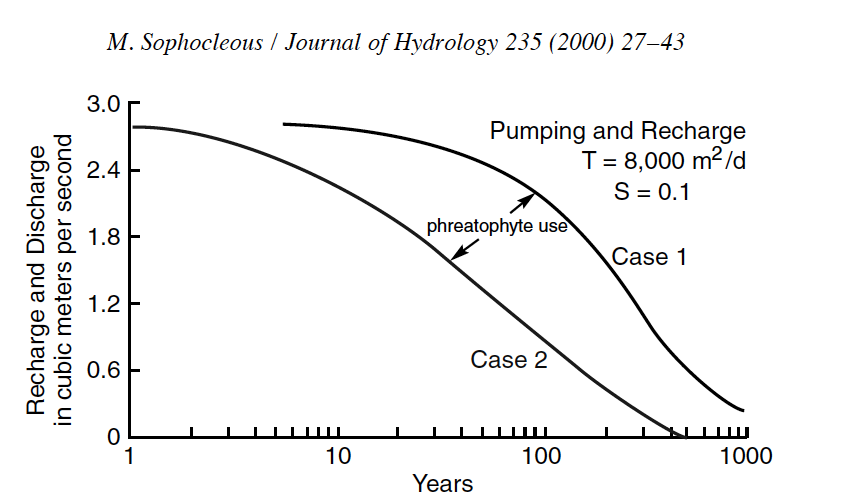 M. Sophocleous / Journal of Hydrology 235 (2000) 27–43
Recharge and Discharge
in cubic meters per second
3.0
2.4
1.8
1.2
0.6
0
Pumping and Recharge
T = 8,000 m²/d
S = 0.1
phreatophyte use
Case 1
Case 2
1
10
100
1000
Years